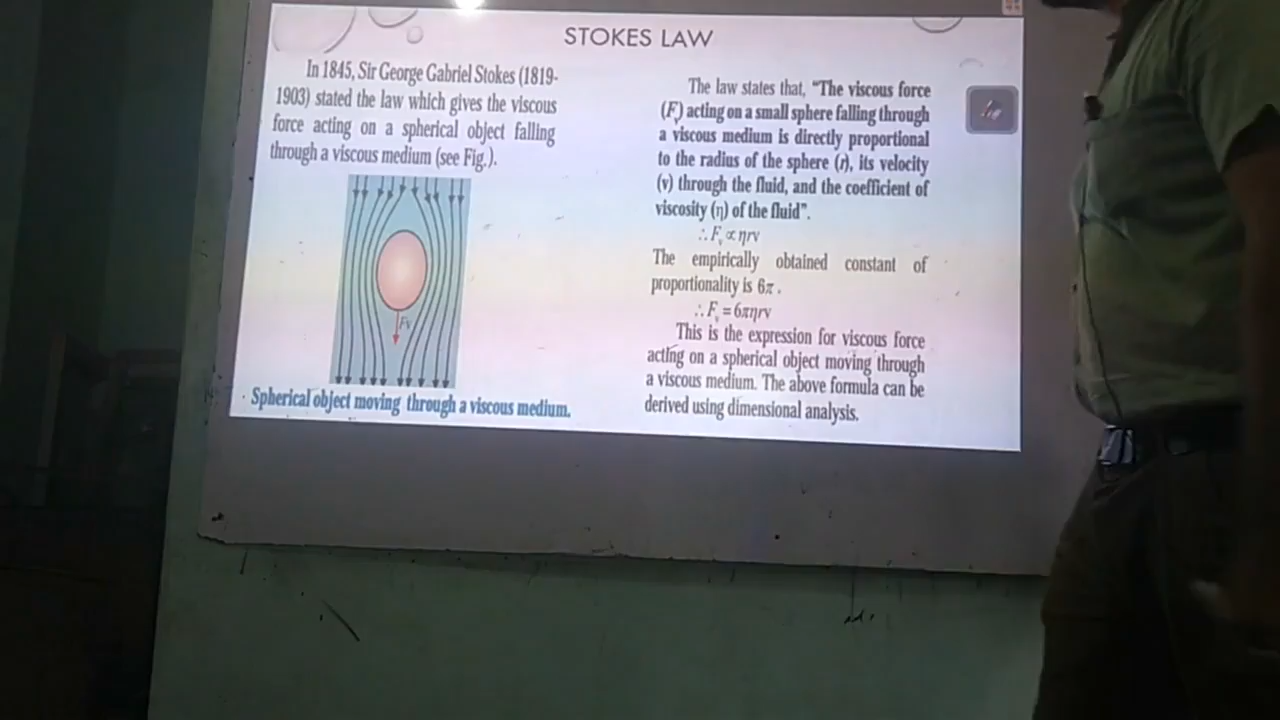 STOKES LAW
In 1845, Sir George Gabriel Stokes (1819-
1903) stated the law which gives the viscous
force acting on a spherical object falling
through a viscous medium (see Fig.).
Fv
Spherical object moving through a viscous medium.
The law states that, “The viscous force
(Fv) acting on a small sphere falling through
a viscous medium is directly proportional
to the radius of the sphere (r), its velocity
(v) through the fluid, and the coefficient of
viscosity (η) of the fluid”.
∴ Fv ∝ ηrv
The empirically obtained constant of
proportionality is 6π .
∴ Fv = 6πηrv
This is the expression for viscous force
acting on a spherical object moving through
a viscous medium. The above formula can be
derived using dimensional analysis.